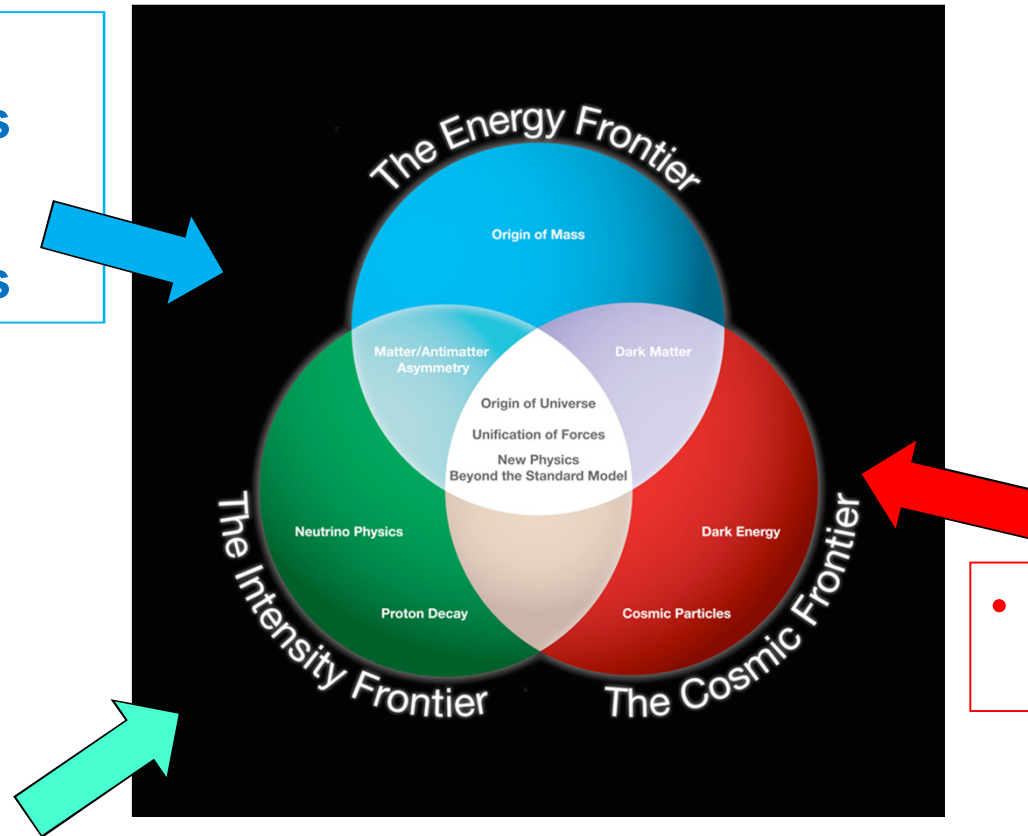 The Energy Frontier
Origin of Mass
Matter/Antimatter
Asymmetry
Dark Matter
Origin of Universe
Unification of Forces
New Physics
Beyond the Standard Model
Neutrino Physics
Dark Energy
Proton Decay
Cosmic Particles
The Intensity Frontier
The Cosmic Frontier